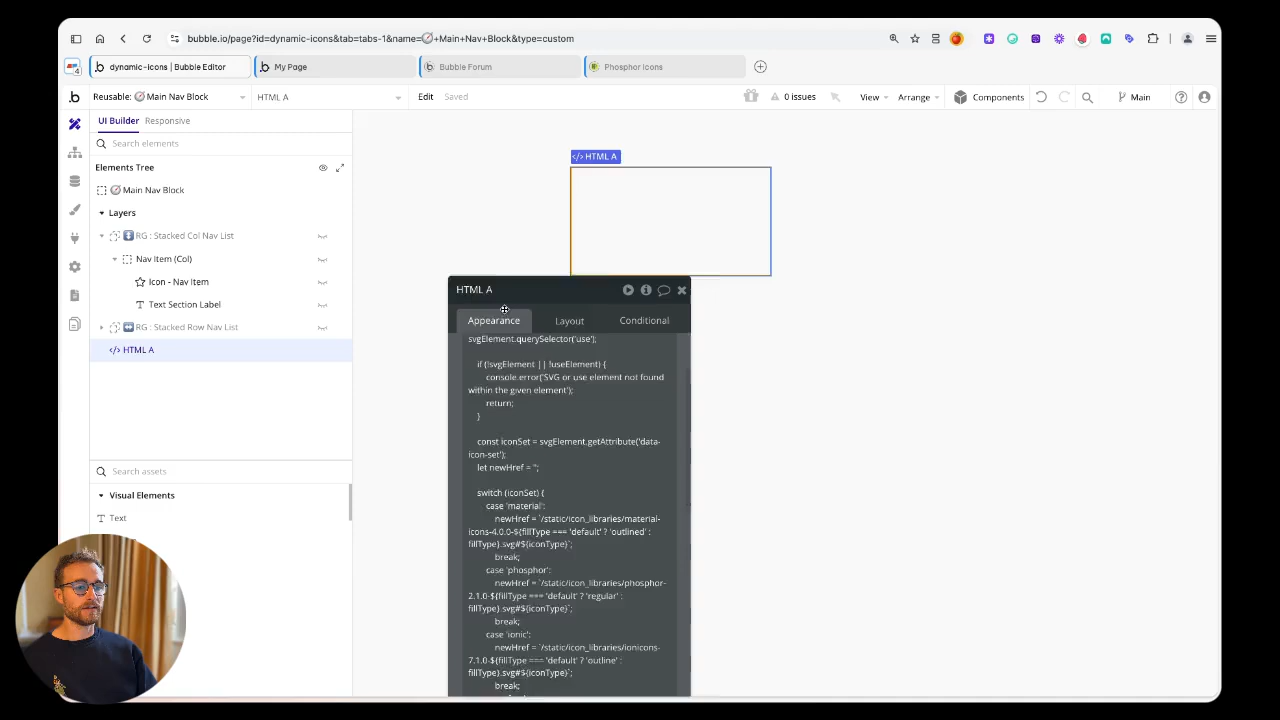 bubble.io/page?id=dynamic-icons&tab=tabs-1&name=🧭+Main+Nav+Block&type=custom
4
dynamic-icons | Bubble Editor
My Page
Bubble Forum
Phosphor Icons
Reusable: 🧭 Main Nav Block
HTML A
Edit
Saved
0 issues
View
Arrange
Components
Main
UI Builder
Responsive
Search elements
Elements Tree
🧭 Main Nav Block
Layers
RG : Stacked Col Nav List
Nav Item (Col)
Icon - Nav Item
Text Section Label
RG : Stacked Row Nav List
</> HTML A
Search assets
Visual Elements
Text
</> HTML A
HTML A
Appearance
Layout
Conditional
svgElement.querySelector('use');
if (!svgElement || !useElement) {
console.error('SVG or use element not found
within the given element');
return;
}
const iconSet = svgElement.getAttribute('data-
icon-set');
let newHref = '';
switch (iconSet) {
case 'material':
newHref = `/static/icon_libraries/material-
icons-4.0.0-${fillType === 'default' ? 'outlined' :
fillType}.svg#${iconType}`;
break;
case 'phosphor':
newHref = `/static/icon_libraries/phosphor-
2.1.0-${fillType === 'default' ? 'regular' :
fillType}.svg#${iconType}`;
break;
case 'ionic':
newHref = `/static/icon_libraries/ionicons-
7.1.0-${fillType === 'default' ? 'outline' :
fillType}.svg#${iconType}`;
break;